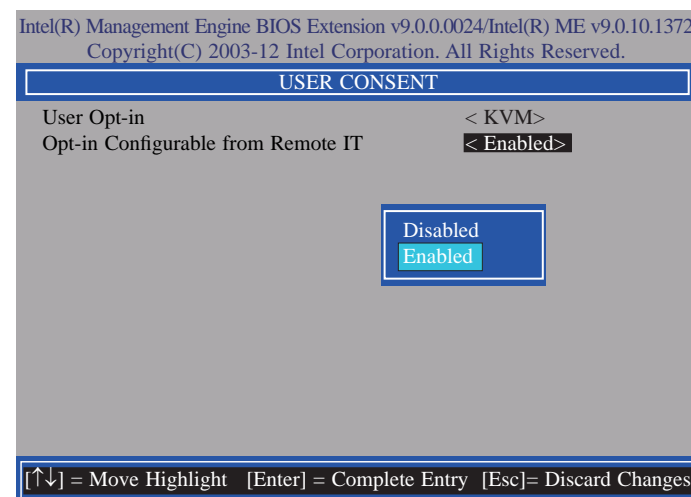 Intel(R) Management Engine BIOS Extension v9.0.0.0024/Intel(R) ME v9.0.10.1372
Copyright(C) 2003-12 Intel Corporation. All Rights Reserved.
USER CONSENT
User Opt-in < KVM>
Opt-in Configurable from Remote IT < Enabled>
Disabled
Enabled
[↑↓] = Move Highlight [Enter] = Complete Entry [Esc]= Discard Changes